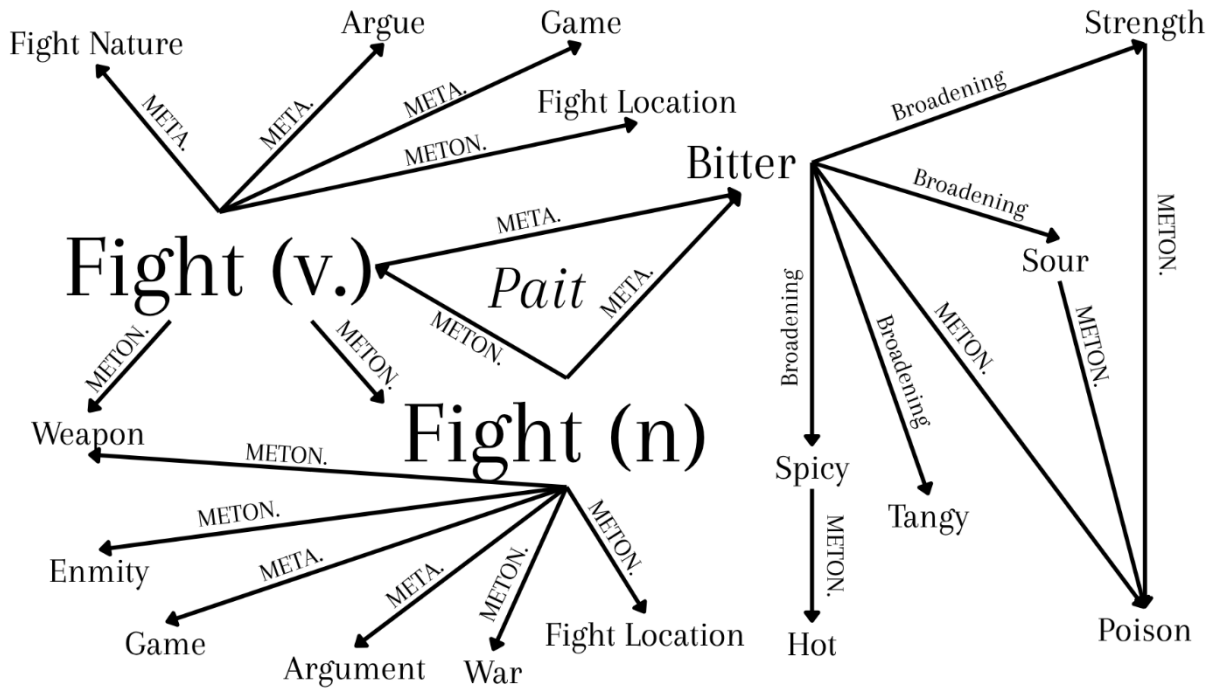 Fight Nature
Argue
Game
Strength
META.
META.
META.
Fight Location
METON.
Broadening
Bitter
Broadening
META.
Fight (v.)
Pait
META.
METON.
Sour
METON.
Broadening
METON.
METON.
METON.
Broadening
METON.
METON.
Weapon
Fight (n)
METON.
Spicy
METON.
METON.
Tangy
METON.
Enmity
META.
META.
METON.
Game
Argument
War
Fight Location
Hot
Poison